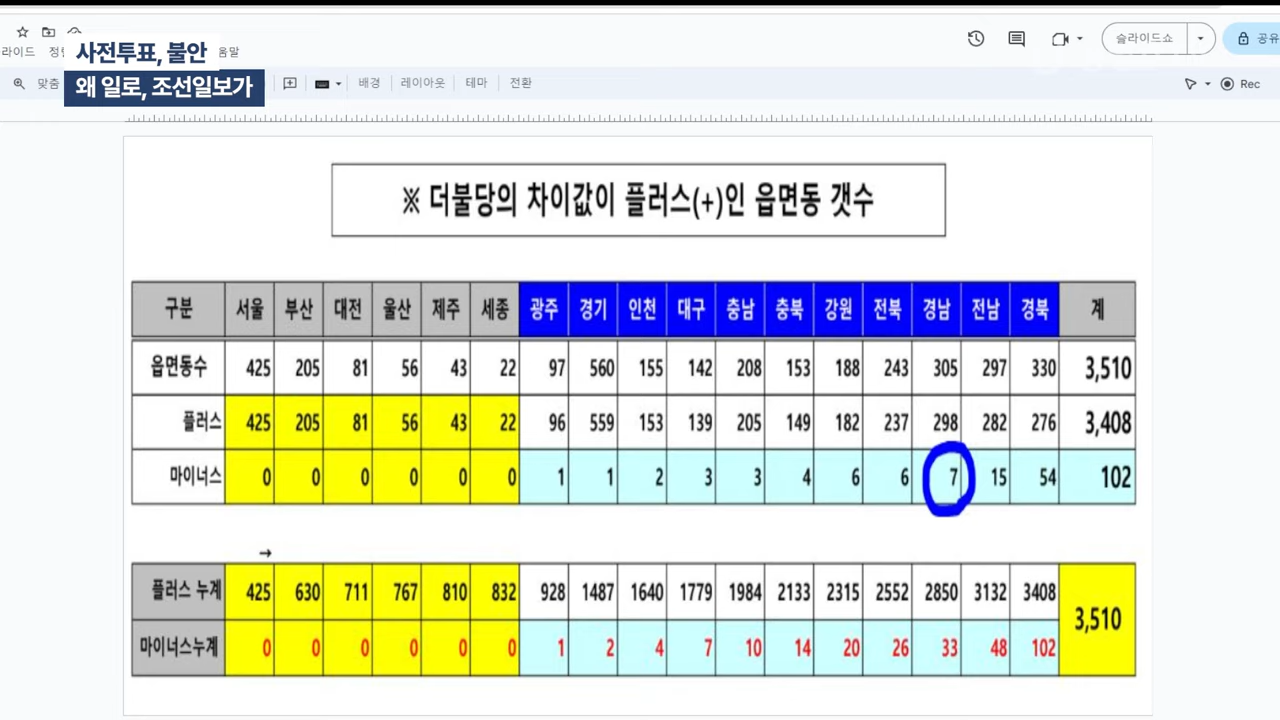 슬라이드쇼
공유
라이드
움말
사전투표, 불안
왜 일로, 조선일보가
맞춤
배경
레이아웃
테마
전환
Rec
※ 더불당의 차이값이 플러스(+)인 읍면동 갯수
구분 서울 부산 대전 울산 제주 세종 광주 경기 인천 대구 충남 충북 강원 전북 경남 전남 경북 계
읍면동수 425 205 81 56 43 22 97 560 155 142 208 153 188 243 305 297 330 3,510
플러스 425 205 81 56 43 22 96 559 153 139 205 149 182 237 298 282 276 3,408
마이너스 0 0 0 0 0 0 1 1 2 3 3 4 6 6 7 15 54 102
→
플러스 누계 425 630 711 767 810 832 928 1487 1640 1779 1984 2133 2315 2552 2850 3132 3408 3,510
마이너스누계 0 0 0 0 0 0 1 2 4 7 10 14 20 26 33 48 102